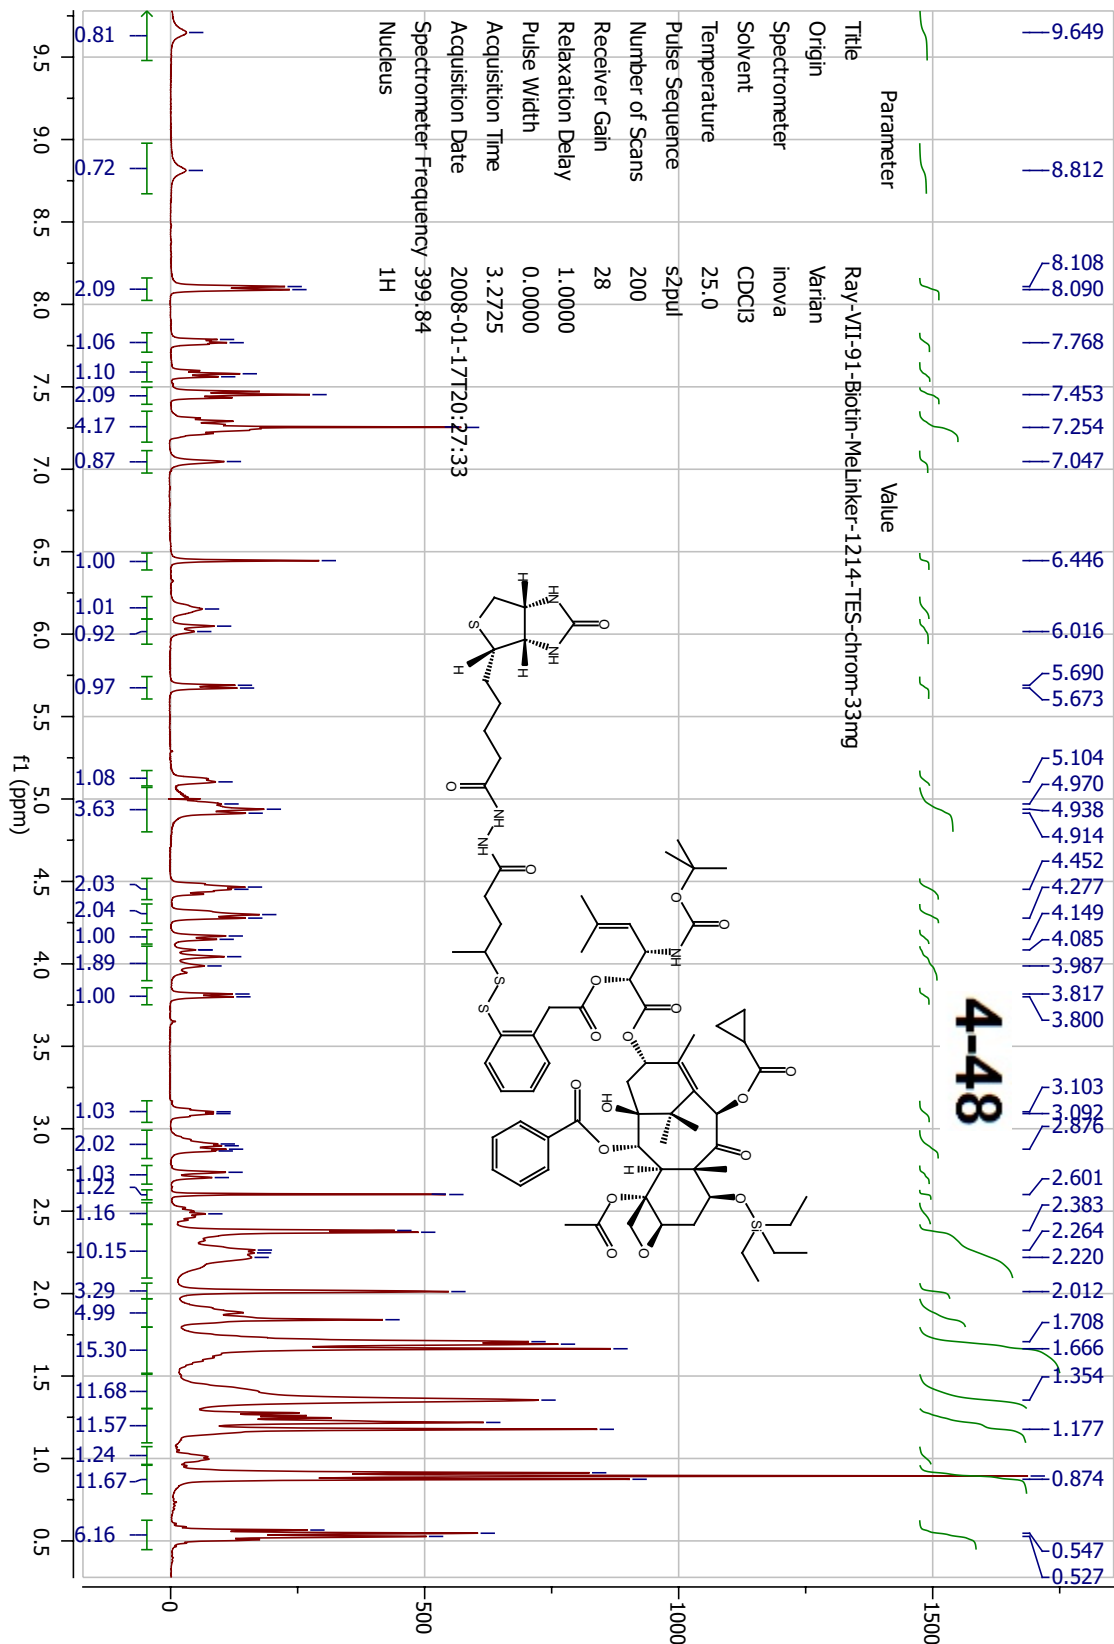 9.649
8.812
8.108
8.090
7.768
7.453
7.254
7.047
6.446
6.016
5.690
5.673
5.104
4.970
4.938
4.914
4.452
4.277
4.149
4.085
3.987
3.817
3.800
3.103
3.092
2.876
2.601
2.383
2.264
2.220
2.012
1.708
1.666
1.354
1.177
0.874
0.547
0.527
4-48
Parameter Value
Title Ray-VII-91-Biotin-MeLinker-1214-TES-chrom-33mg
Origin Varian
Spectrometer inova
Solvent CDCl3
Temperature 25.0
Pulse Sequence s2pul
Number of Scans 200
Receiver Gain 28
Relaxation Delay 1.0000
Pulse Width 0.0000
Acquisition Time 3.2725
Acquisition Date 2008-01-17T20:27:33
Spectrometer Frequency 399.84
Nucleus 1H
O
HN
NH
S
H
H
H
O
NH
NH
O
S
S
O
O
NH
O
O
O
O
O
O
O
HO
O
O
O
H
O
O
O
O
Si
0
500
1000
1500
0.81
0.72
2.09
1.06
1.10
2.09
4.17
0.87
1.00
1.01
0.92
0.97
1.08
3.63
2.03
2.04
1.00
1.89
1.00
1.03
2.02
1.03
1.22
1.16
10.15
3.29
4.99
15.30
11.68
11.57
1.24
11.67
6.16
9.5
9.0
8.5
8.0
7.5
7.0
6.5
6.0
5.5
5.0
4.5
4.0
3.5
3.0
2.5
2.0
1.5
1.0
0.5
f1 (ppm)